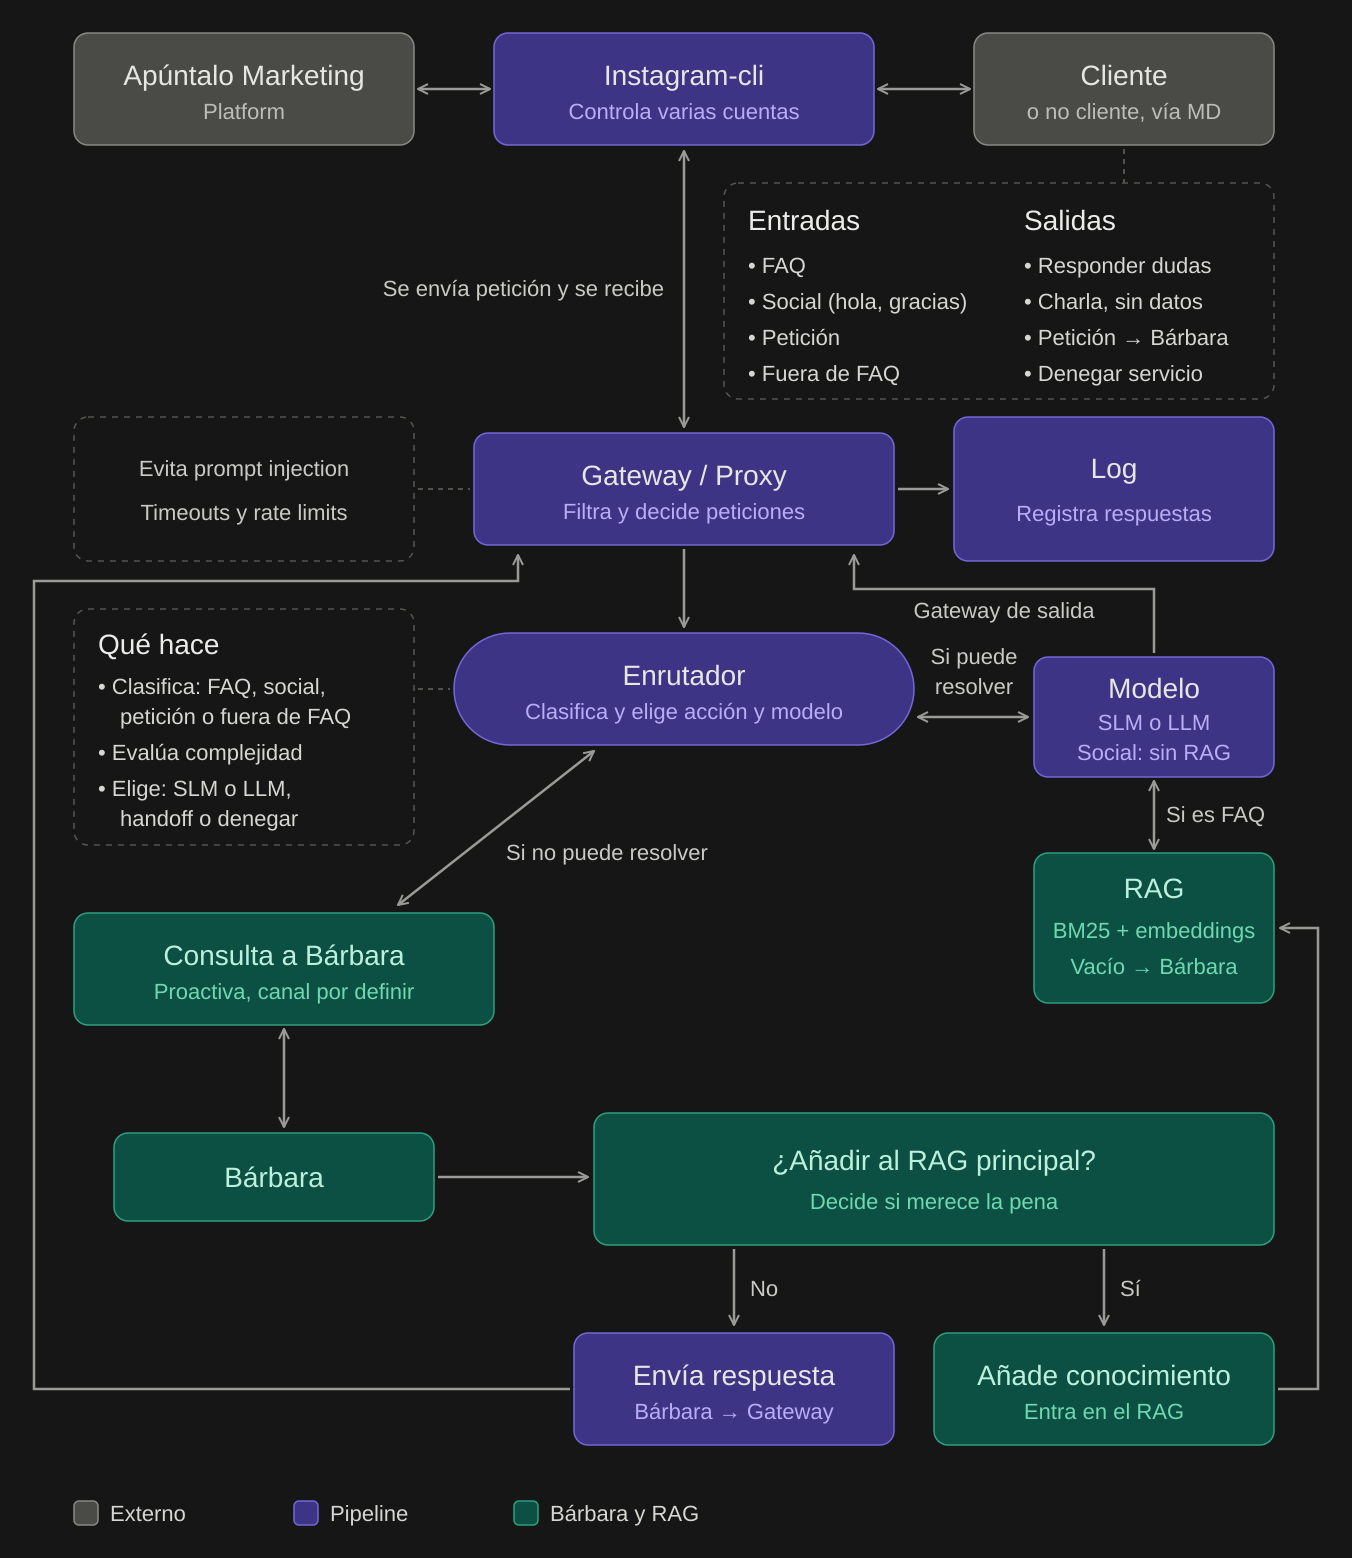 Apúntalo Marketing
Platform
Instagram-cli
Controla varias cuentas
Cliente
o no cliente, vía MD
Entradas
• FAQ
• Social (hola, gracias)
• Petición
• Fuera de FAQ
Salidas
• Responder dudas
• Charla, sin datos
• Petición → Bárbara
• Denegar servicio
Se envía petición y se recibe
Evita prompt injection
Timeouts y rate limits
Gateway / Proxy
Filtra y decide peticiones
Log
Registra respuestas
Gateway de salida
Qué hace
• Clasifica: FAQ, social,
petición o fuera de FAQ
• Evalúa complejidad
• Elige: SLM o LLM,
handoff o denegar
Enrutador
Clasifica y elige acción y modelo
Si puede
resolver
Modelo
SLM o LLM
Social: sin RAG
Si es FAQ
Si no puede resolver
RAG
BM25 + embeddings
Vacío → Bárbara
Consulta a Bárbara
Proactiva, canal por definir
Bárbara
¿Añadir al RAG principal?
Decide si merece la pena
No
Sí
Envía respuesta
Bárbara → Gateway
Añade conocimiento
Entra en el RAG
Externo
Pipeline
Bárbara y RAG